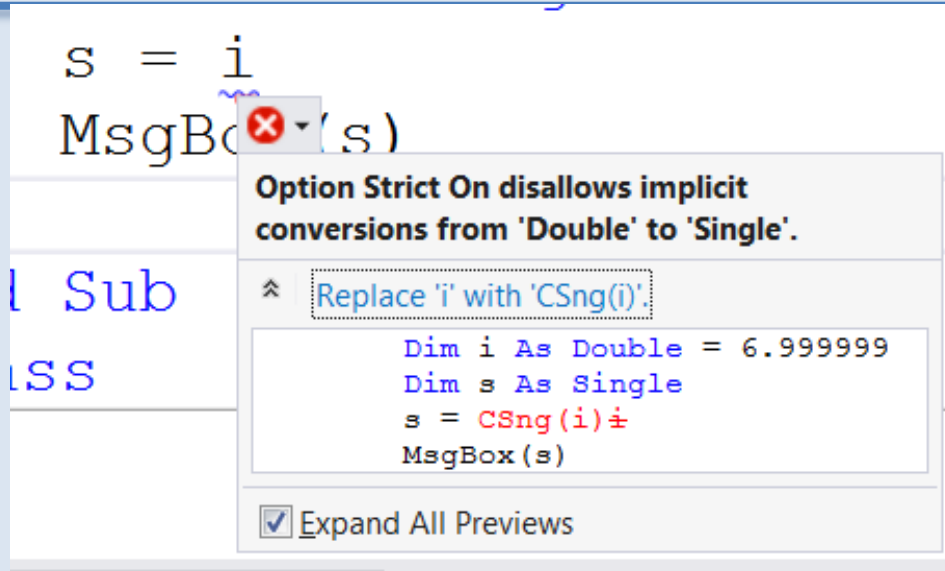 s = i
MsgBo (s)
Option Strict On disallows implicit
conversions from 'Double' to 'Single'.
Sub
Replace 'i' with 'CSng(i)'.
Dim i As Double = 6.999999
Dim s As Single
s = CSng(i)i
MsgBox(s)
Expand All Previews